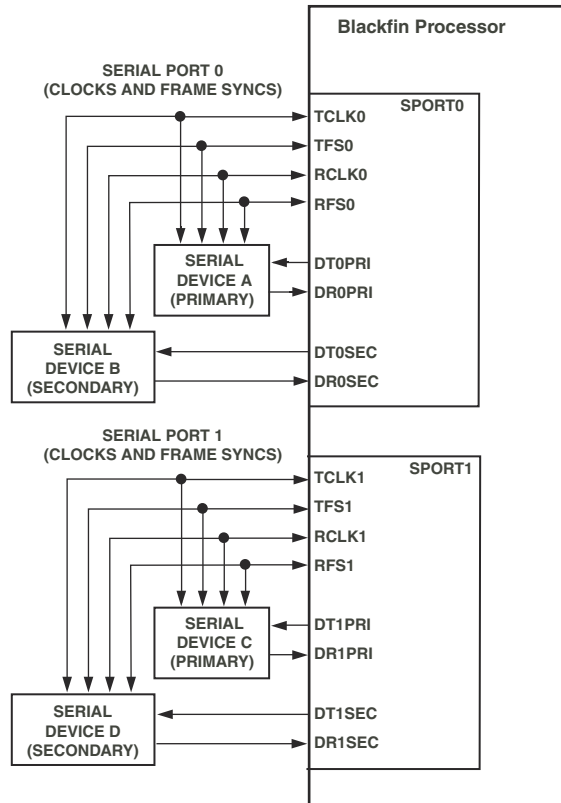 Blackfin Processor
SERIAL PORT 0
(CLOCKS AND FRAME SYNCS)
SPORT0
TCLK0
TFS0
RCLK0
RFS0
SERIAL
DEVICE A
(PRIMARY)
DT0PRI
DR0PRI
SERIAL
DEVICE B
(SECONDARY)
DT0SEC
DR0SEC
SERIAL PORT 1
(CLOCKS AND FRAME SYNCS)
SPORT1
TCLK1
TFS1
RCLK1
RFS1
SERIAL
DEVICE C
(PRIMARY)
DT1PRI
DR1PRI
SERIAL
DEVICE D
(SECONDARY)
DT1SEC
DR1SEC